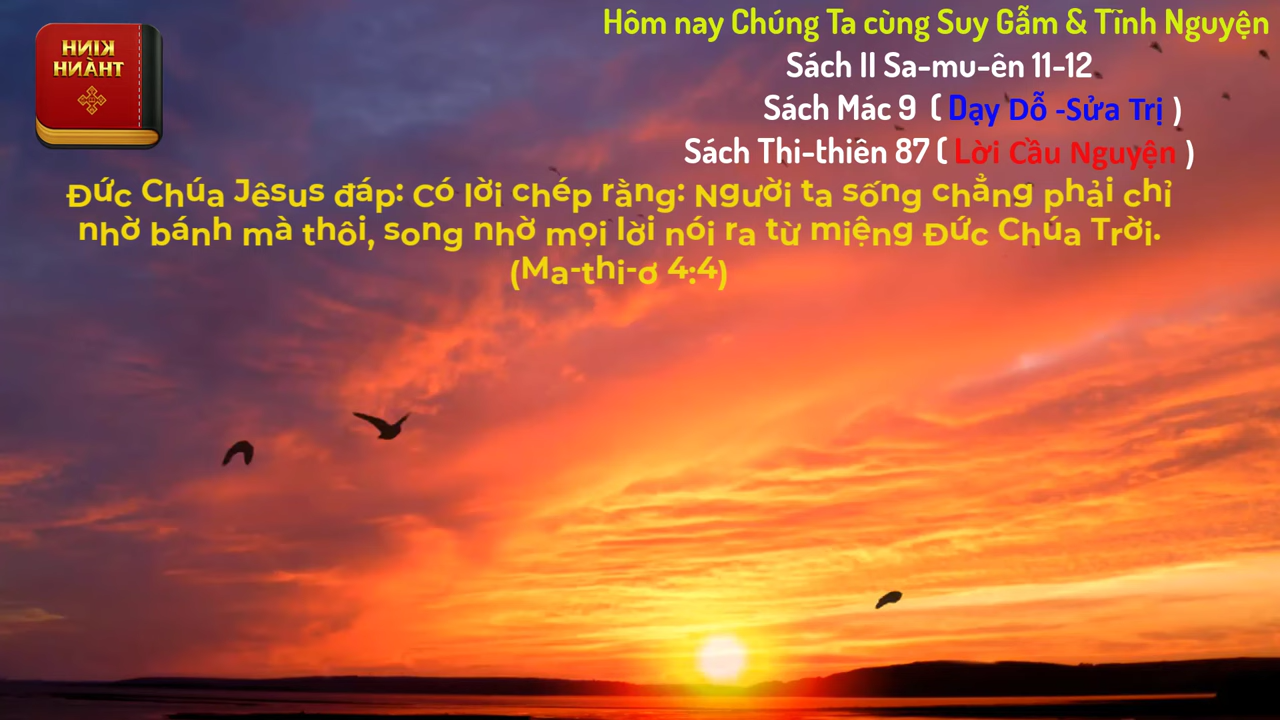 KINH
THÀNH
Hôm nay Chúng Ta cùng Suy Gẫm & Tĩnh Nguyện
Sách II Sa-mu-ên 11-12
Sách Mác 9 ( Dạy Dỗ -Sửa Trị )
Sách Thi-thiên 87 ( Lời Cầu Nguyện )
Đức Chúa Jêsus đáp: Có lời chép rằng: Người ta sống chẳng phải chỉ
nhờ bánh mà thôi, song nhờ mọi lời nói ra từ miệng Đức Chúa Trời.
(Ma-thi-ơ 4:4)